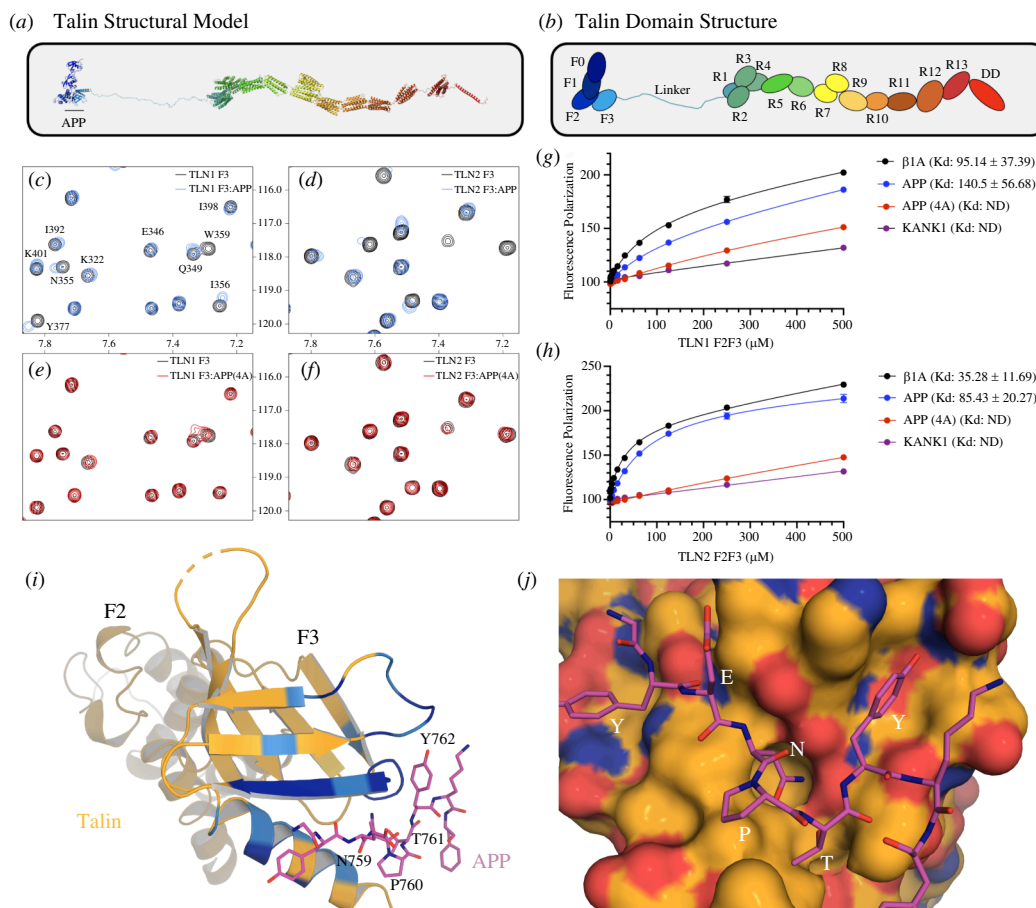 (a) Talin Structural Model
APP
(b) Talin Domain Structure
F0
F1
F2
F3
Linker
R1
R2
R3
R4
R5
R6
R7
R8
R9
R10
R11
R12
R13
DD
(c)
TLN1 F3
TLN1 F3:APP
I398
I392
E346
W359
K401
K322
Q349
N355
I356
Y377
7.8 7.6 7.4 7.2
116.0
117.0
118.0
119.0
120.0
(d)
TLN2 F3
TLN2 F3:APP
7.8 7.6 7.4 7.2
(e)
TLN1 F3
TLN1 F3:APP(4A)
116.0
117.0
118.0
119.0
120.0
(f)
TLN2 F3
TLN2 F3:APP(4A)
(g)
Fluorescence Polarization
200
150
100
0 125 250 375 500
TLN1 F2F3 (μM)
β1A (Kd: 95.14 ± 37.39)
APP (Kd: 140.5 ± 56.68)
APP (4A) (Kd: ND)
KANK1 (Kd: ND)
(h)
Fluorescence Polarization
250
200
150
100
0 125 250 375 500
TLN2 F2F3 (μM)
β1A (Kd: 35.28 ± 11.69)
APP (Kd: 85.43 ± 20.27)
APP (4A) (Kd: ND)
KANK1 (Kd: ND)
(i)
F2
F3
Y762
Talin
T761
N759
APP
P760
(j)
E
Y
Y
N
P
T